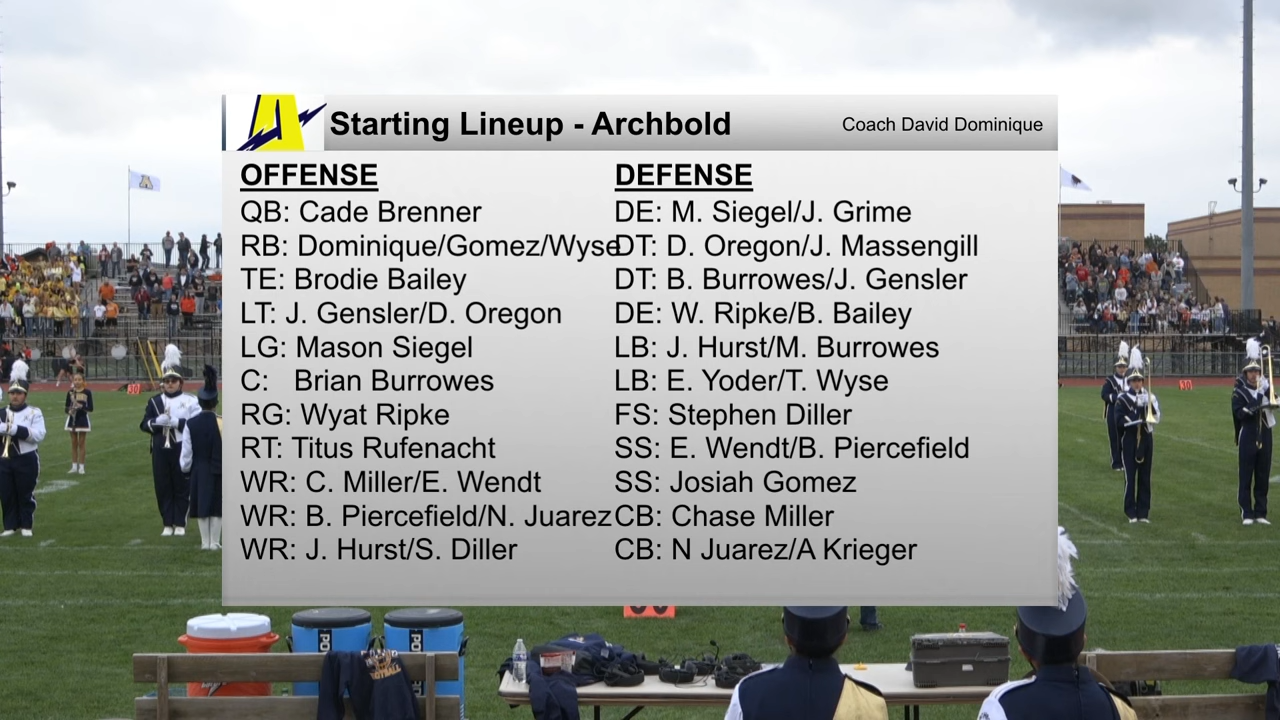 Starting Lineup - Archbold
Coach David Dominique
OFFENSE
QB: Cade Brenner
RB: Dominique/Gomez/Wyse
TE: Brodie Bailey
LT: J. Gensler/D. Oregon
LG: Mason Siegel
C: Brian Burrowes
RG: Wyat Ripke
RT: Titus Rufenacht
WR: C. Miller/E. Wendt
WR: B. Piercefield/N. Juarez
WR: J. Hurst/S. Diller
DEFENSE
DE: M. Siegel/J. Grime
DT: D. Oregon/J. Massengill
DT: B. Burrowes/J. Gensler
DE: W. Ripke/B. Bailey
LB: J. Hurst/M. Burrowes
LB: E. Yoder/T. Wyse
FS: Stephen Diller
SS: E. Wendt/B. Piercefield
SS: Josiah Gomez
CB: Chase Miller
CB: N Juarez/A Krieger
A
30
30